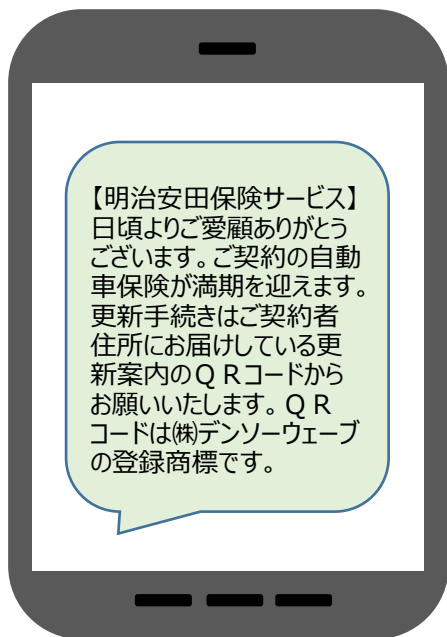 【明治安田保険サービス】
日頃よりご愛顧ありがとう
ございます。ご契約の自動
車保険が満期を迎えます。
更新手続きはご契約者
住所にお届けしている更
新案内のＱＲコードから
お願いいたします。ＱＲ
コードは㈱デンソーウェーブ
の登録商標です。